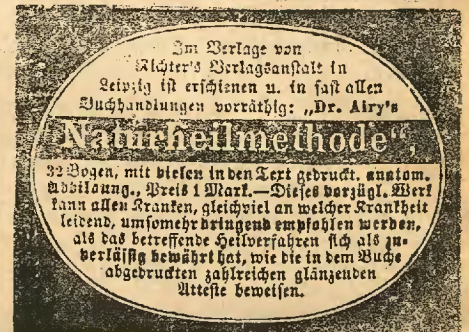 Im Verlage von
Richter's Verlagsanstalt in
Leipzig ist erschienen u. in fast allen
Buchhandlungen vorräthig: „Dr. Airy's
Naturheilmethode“,
32 Bogen, mit vielen in den Text gedruckt. anatom.
Abbildung., Preis 1 Mark.—Dieses vorzügl. Werk
kann allen Kranken, gleichviel an welcher Krankheit
leidend, umsomehr dringend empfohlen werden,
als das betreffende Heilverfahren sich als zu-
verlässig bewährt hat, wie die in dem Buche
abgedruckten zahlreichen glänzenden
Atteste beweisen.